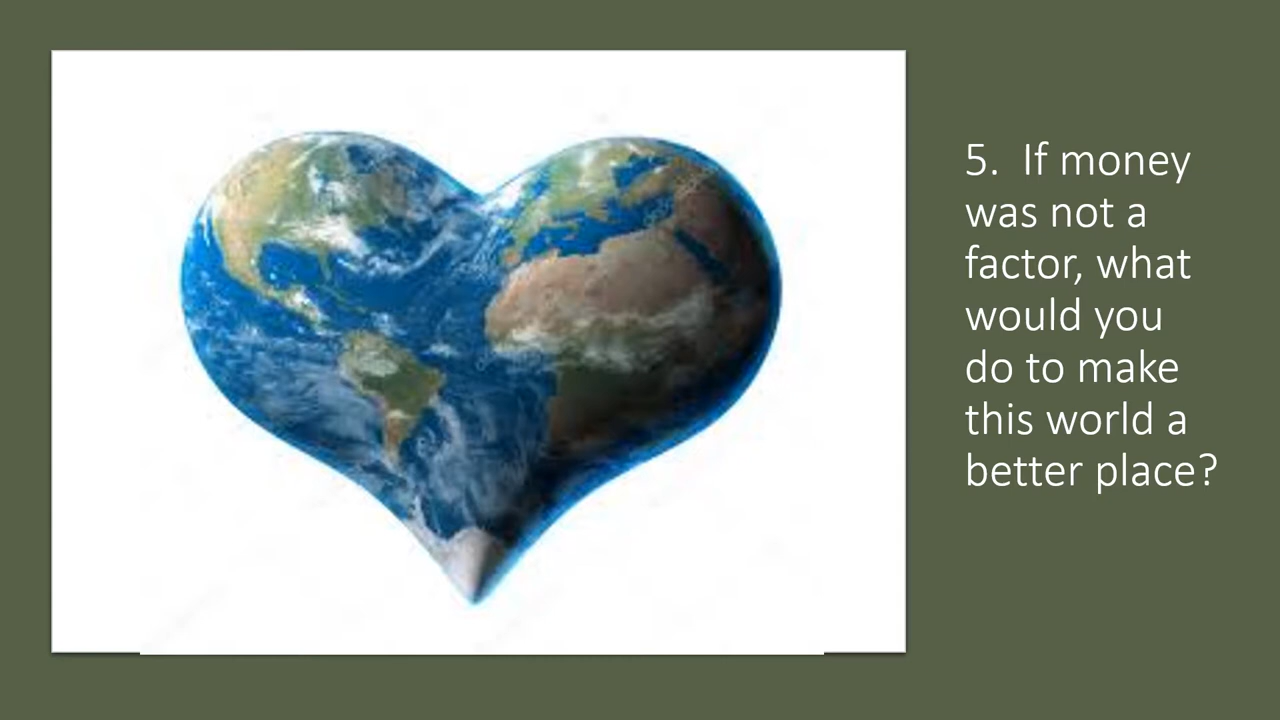 5.  If money
was not a
factor, what
would you
do to make
this world a
better place?